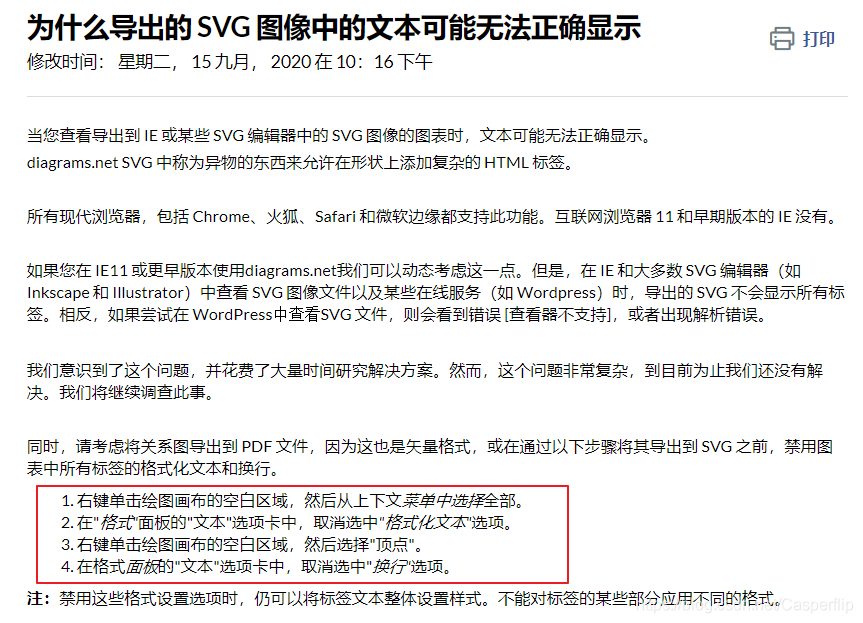 为什么导出的 SVG 图像中的文本可能无法正确显示
打印
修改时间： 星期二， 15 九月， 2020 在 10：16 下午
当您查看导出到 IE 或某些 SVG 编辑器中的 SVG 图像的图表时，文本可能无法正确显示。
diagrams.net SVG 中称为异物的东西来允许在形状上添加复杂的 HTML 标签。
所有现代浏览器，包括 Chrome、火狐、Safari 和微软边缘都支持此功能。互联网浏览器 11 和早期版本的 IE 没有。
如果您在 IE11 或更早版本使用diagrams.net我们可以动态考虑这一点。但是，在 IE 和大多数 SVG 编辑器（如
Inkscape 和 Illustrator）中查看 SVG 图像文件以及某些在线服务（如 Wordpress）时，导出的 SVG 不会显示所有标
签。相反，如果尝试在 WordPress中查看SVG 文件，则会看到错误 [查看器不支持]，或者出现解析错误。
我们意识到了这个问题，并花费了大量时间研究解决方案。然而，这个问题非常复杂，到目前为止我们还没有解
决。我们将继续调查此事。
同时，请考虑将关系图导出到 PDF 文件，因为这也是矢量格式，或在通过以下步骤将其导出到 SVG 之前，禁用图
表中所有标签的格式化文本和换行。
1. 右键单击绘图画布的空白区域，然后从上下文菜单中选择全部。
2. 在"格式"面板的"文本"选项卡中，取消选中"格式化文本"选项。
3. 右键单击绘图画布的空白区域，然后选择"顶点"。
4. 在格式面板的"文本"选项卡中，取消选中"换行"选项。
注：禁用这些格式设置选项时，仍可以将标签文本整体设置样式。不能对标签的某些部分应用不同的格式。